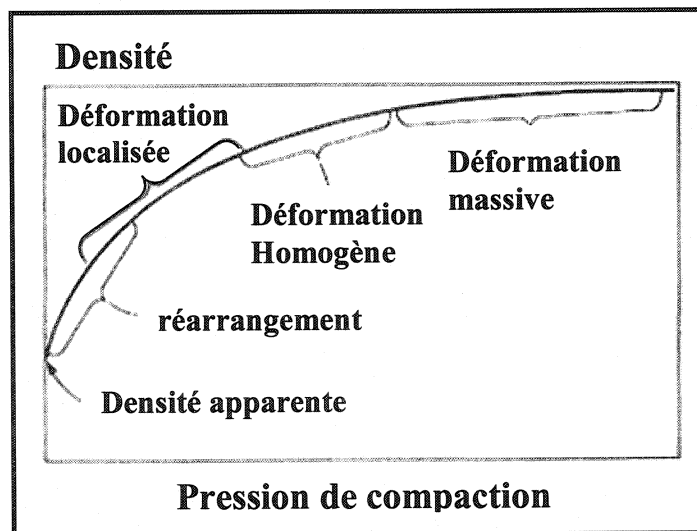 Densité
Déformation
localisée
Déformation
massive
Déformation
Homogène
réarrangement
Densité apparente
Pression de compaction